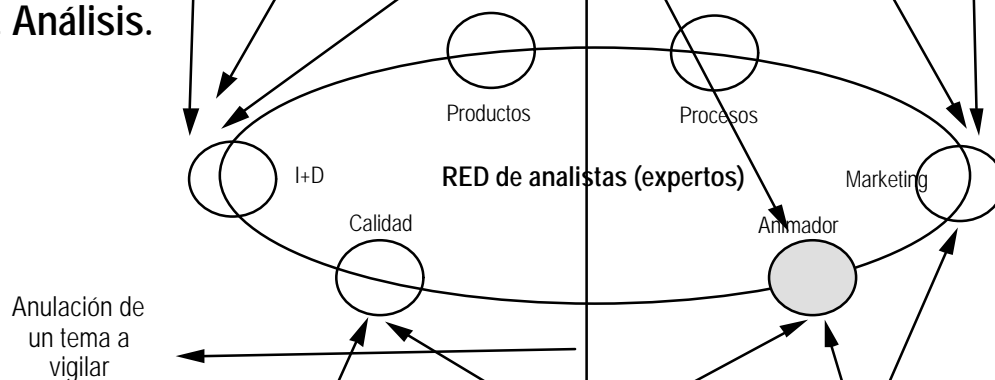 Análisis.
Productos
Procesos
I+D
RED de analistas (expertos)
Marketing
Calidad
Animador
Anulación de
un tema a
vigilar